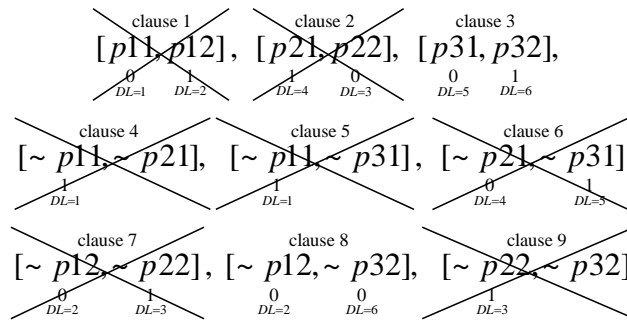 clause 1 clause 2 clause 3
[p11, p12], [p21, p22], [p31, p32],
0 1 1 0 0 1
DL=1 DL=2 DL=4 DL=3 DL=5 DL=6
clause 4 clause 5 clause 6
[~ p11, ~ p21], [~ p11, ~ p31], [~ p21, ~ p31]
1 1 0 1
DL=1 DL=1 DL=4 DL=5
clause 7 clause 8 clause 9
[~ p12, ~ p22], [~ p12, ~ p32], [~ p22, ~ p32]
0 1 0 0 1
DL=2 DL=3 DL=2 DL=6 DL=3